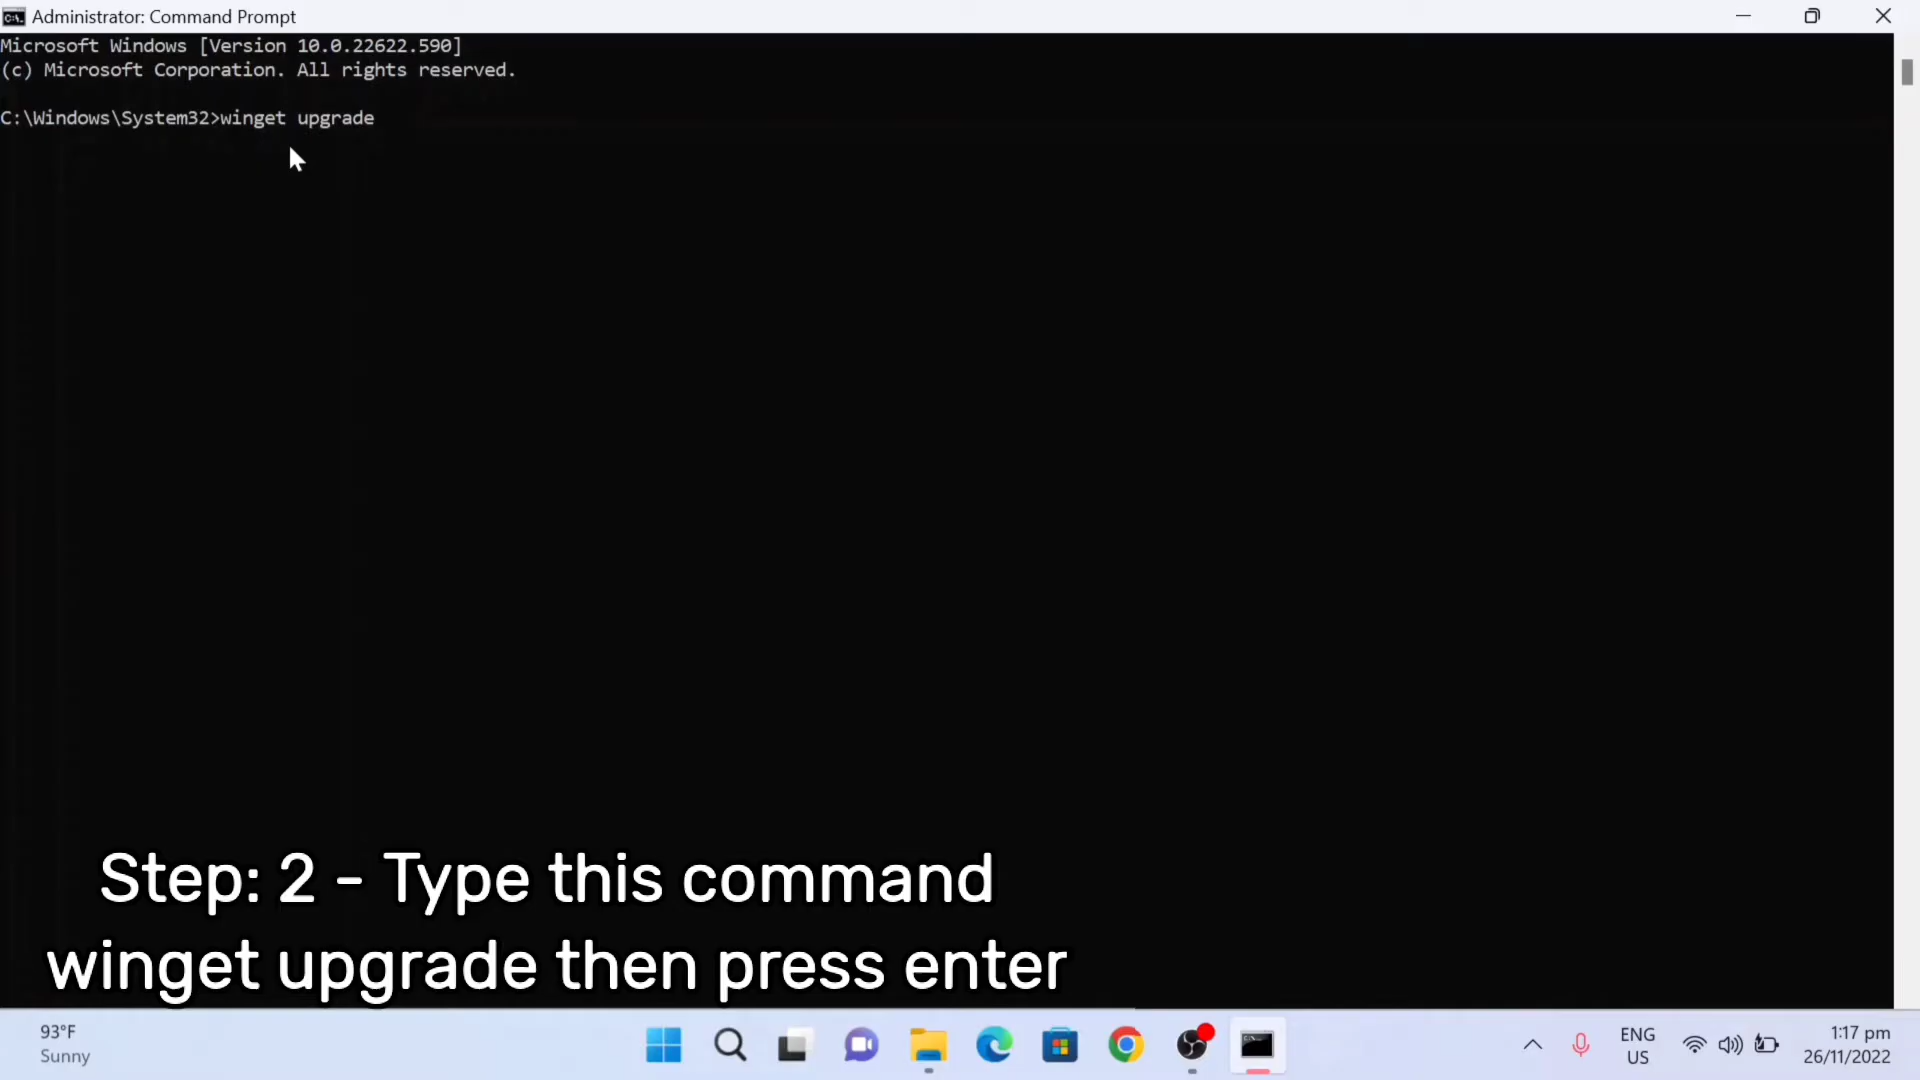 Administrator: Command Prompt
Microsoft Windows [Version 10.0.22622.590]
(c) Microsoft Corporation. All rights reserved.
C:\Windows\System32>winget upgrade
Step: 2 - Type this command
winget upgrade then press enter
93°F
Sunny
ENG
US
1:17 pm
26/11/2022